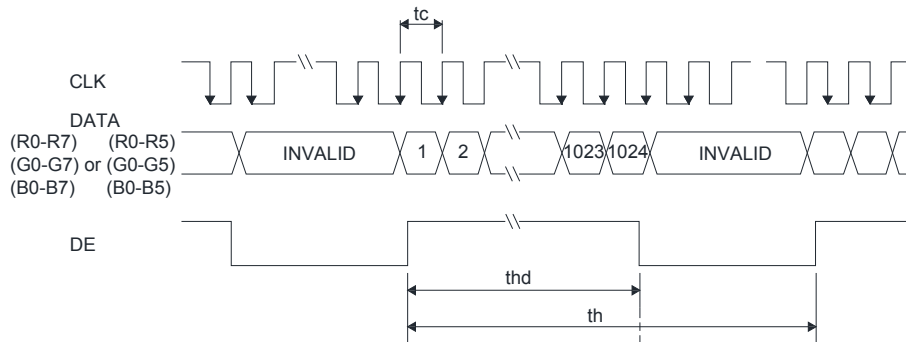 tc
CLK
DATA
(R0-R7) (R0-R5)
(G0-G7) or (G0-G5)
(B0-B7) (B0-B5)
INVALID 1 2 1023 1024 INVALID
DE
thd
th